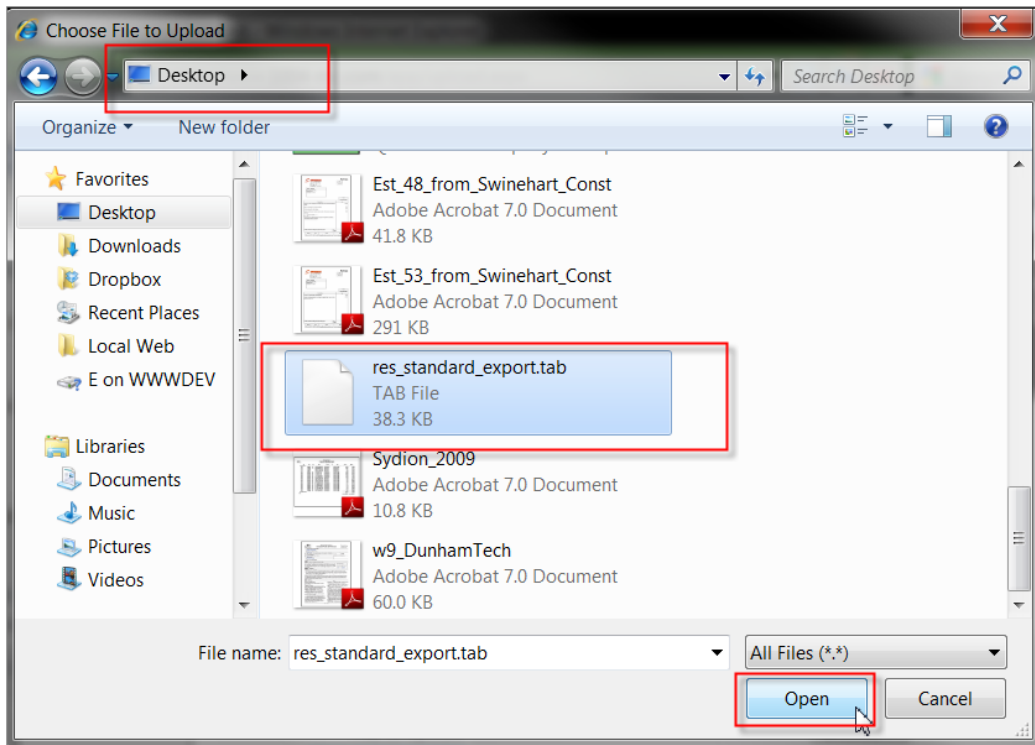 Choose File to Upload
Desktop
Search Desktop
Organize
New folder
Favorites
Desktop
Downloads
Dropbox
Recent Places
Local Web
E on WWWDEV
Libraries
Documents
Music
Pictures
Videos
Est_48_from_Swinehart_Const
Adobe Acrobat 7.0 Document
41.8 KB
Est_53_from_Swinehart_Const
Adobe Acrobat 7.0 Document
291 KB
res_standard_export.tab
TAB File
38.3 KB
Sydion_2009
Adobe Acrobat 7.0 Document
10.8 KB
w9_DunhamTech
Adobe Acrobat 7.0 Document
60.0 KB
File name: res_standard_export.tab
All Files (*.*)
Open
Cancel